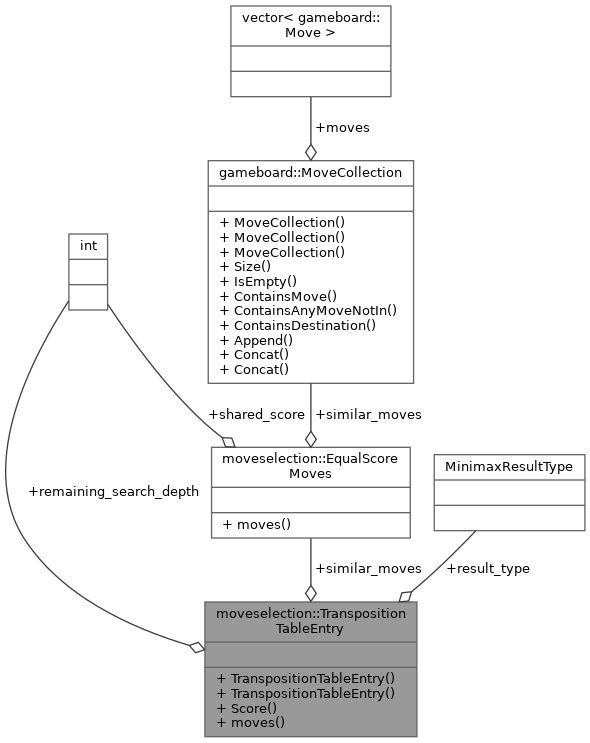 vector< gameboard::
Move >
+moves
gameboard::MoveCollection
+ MoveCollection()
+ MoveCollection()
+ MoveCollection()
+ Size()
+ IsEmpty()
+ ContainsMove()
+ ContainsAnyMoveNotIn()
+ ContainsDestination()
+ Append()
+ Concat()
+ Concat()
int
+shared_score
+similar_moves
moveselection::EqualScore
Moves
+ moves()
MinimaxResultType
+remaining_search_depth
+similar_moves
+result_type
moveselection::Transposition
TableEntry
+ TranspositionTableEntry()
+ TranspositionTableEntry()
+ Score()
+ moves()